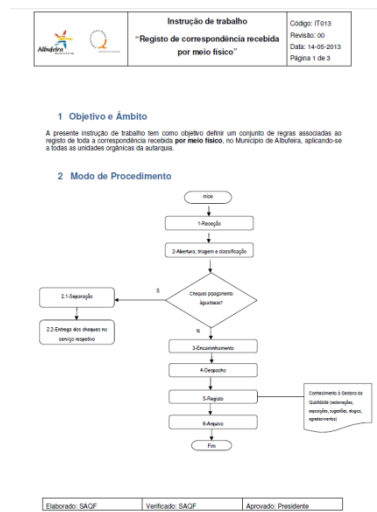 Albufeira
Instrução de trabalho
“Registo de correspondência recebida
por meio físico”
Código: IT013
Revisão: 00
Data: 14-05-2013
Página 1 de 3
1 Objetivo e Âmbito
A presente instrução de trabalho tem como objetivo definir um conjunto de regras associadas ao
registo de toda a correspondência recebida por meio físico, no Município de Albufeira, aplicando-se
a todas as unidades orgânicas da autarquia.
2 Modo de Procedimento
Início
1-Receção
2-Abertura, triagem e classificação
Cheques p/pagamento
água/taxas?
S
2.1-Separação
2.2-Entrega dos cheques no
serviço respetivo
N
3-Encaminhamento
4-Despacho
5-Registo
Conhecimento à Gestora da
Qualidade (reclamações,
sugestões, elogios,
agradecimentos)
6-Arquivo
Fim
Elaborado: SAQF
Verificado: SAQF
Aprovado: Presidente